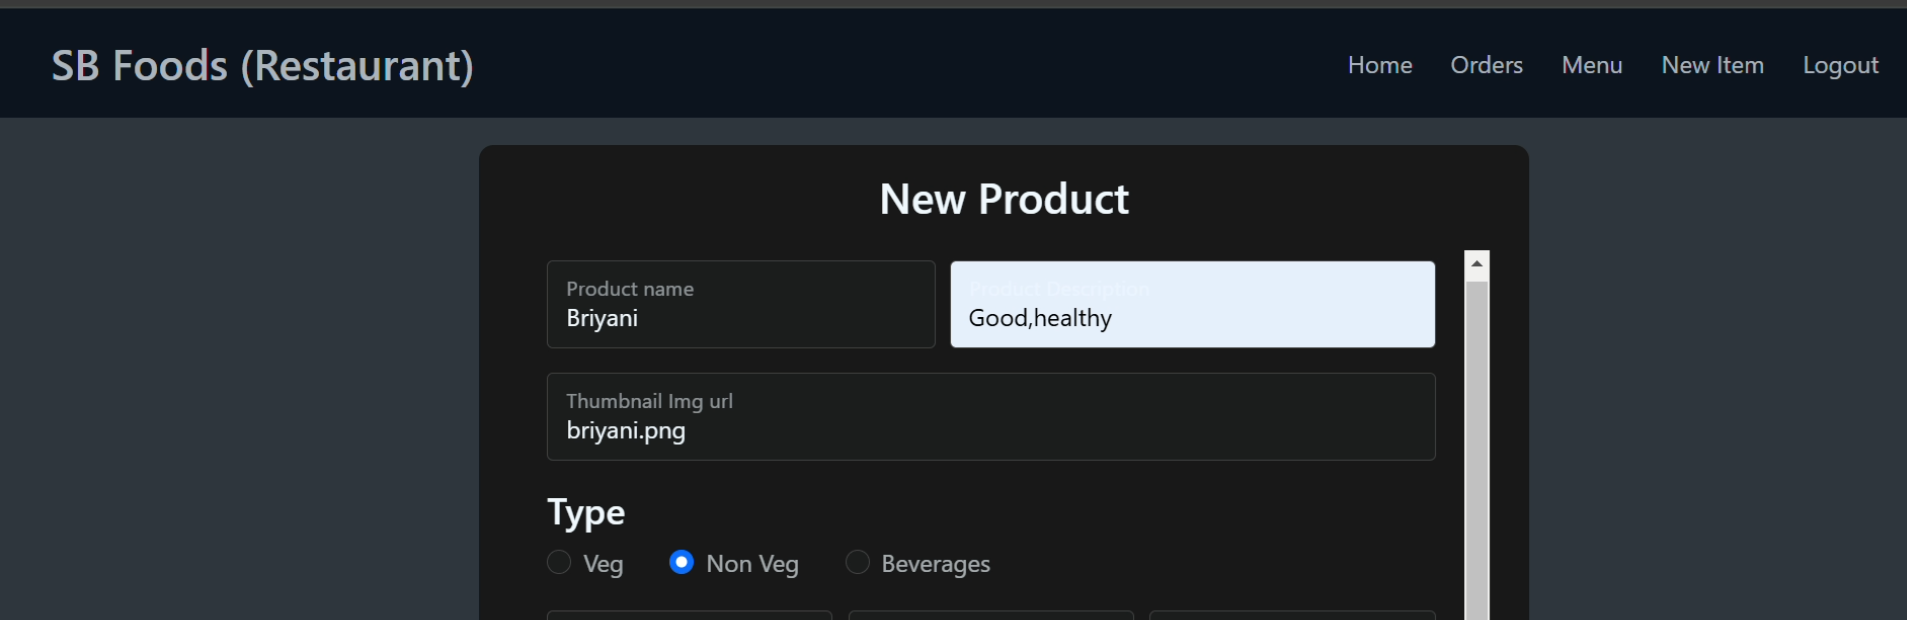 SB Foods (Restaurant)
Home Orders Menu New Item Logout
New Product
Product name
Briyani
Product Description
Good,healthy
Thumbnail Img url
briyani.png
Type
Veg Non Veg Beverages